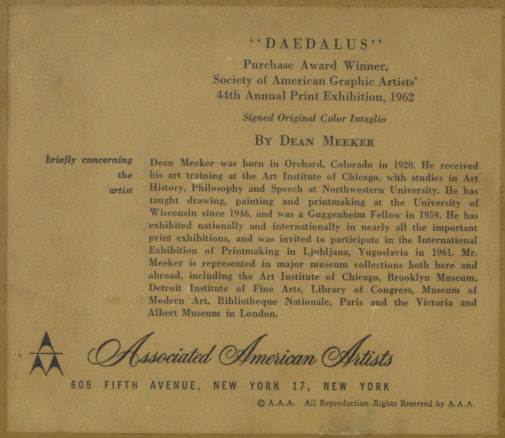 “DAEDALUS”
Purchase Award Winner,
Society of American Graphic Artists’
44th Annual Print Exhibition, 1962
Signed Original Color Intaglio
By Dean Meeker
briefly concerning
the
artist
Dean Meeker was born in Orchard, Colorado in 1920. He received
his art training at the Art Institute of Chicago, with studies in Art
History, Philosophy and Speech at Northwestern University. He has
taught drawing, painting and printmaking at the University of
Wisconsin since 1946, and was a Guggenheim Fellow in 1959. He has
exhibited nationally and internationally in nearly all the important
print exhibitions, and was invited to participate in the International
Exhibition of Printmaking in Ljubljana, Yugoslavia in 1961. Mr.
Meeker is represented in major museum collections both here and
abroad, including the Art Institute of Chicago, Brooklyn Museum,
Detroit Institute of Fine Arts, Library of Congress, Museum of
Modern Art, Bibliotheque Nationale, Paris and the Victoria and
Albert Museum in London.
Associated American Artists
605 FIFTH AVENUE, NEW YORK 17, NEW YORK
© A.A.A. All Reproduction Rights Reserved by A.A.A.